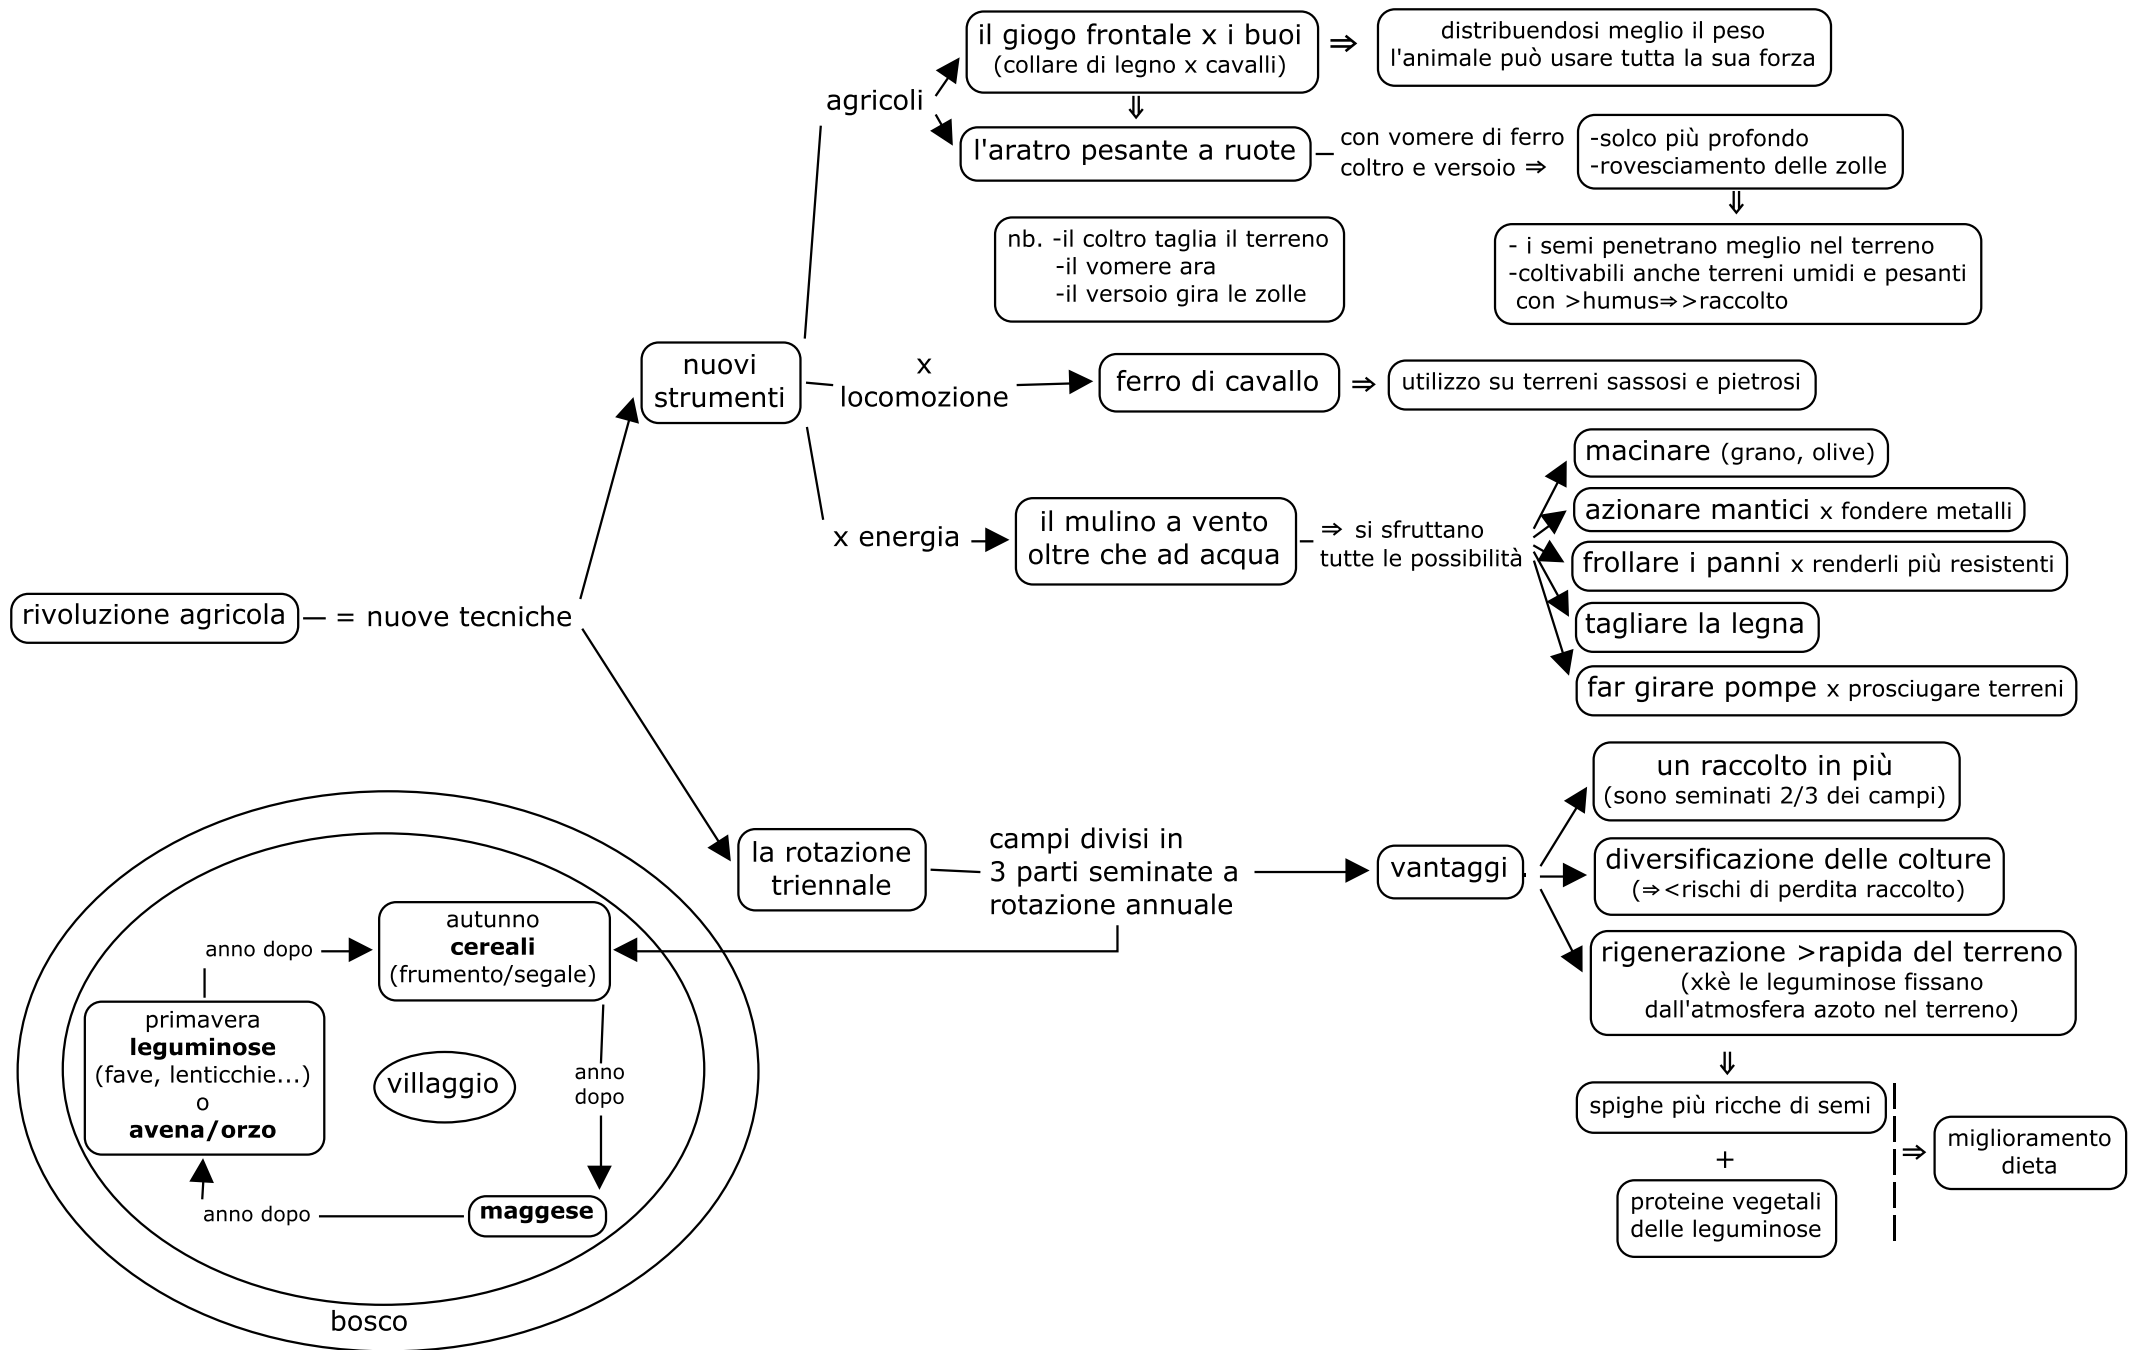 rivoluzione agricola
= nuove tecniche
nuovi
strumenti
agricoli
il giogo frontale x i buoi
(collare di legno x cavalli)
⇒
distribuendosi meglio il peso
l'animale può usare tutta la sua forza
⇓
l'aratro pesante a ruote
con vomere di ferro
coltro e versoio ⇒
-solco più profondo
-rovesciamento delle zolle
⇓
- i semi penetrano meglio nel terreno
-coltivabili anche terreni umidi e pesanti
con >humus⇒>raccolto
nb. -il coltro taglia il terreno
-il vomere ara
-il versoio gira le zolle
x
locomozione
ferro di cavallo
⇒
utilizzo su terreni sassosi e pietrosi
x energia
il mulino a vento
oltre che ad acqua
⇒ si sfruttano
tutte le possibilità
macinare (grano, olive)
azionare mantici x fondere metalli
frollare i panni x renderli più resistenti
tagliare la legna
far girare pompe x prosciugare terreni
la rotazione
triennale
campi divisi in
3 parti seminate a
rotazione annuale
vantaggi
un raccolto in più
(sono seminati 2/3 dei campi)
diversificazione delle colture
(⇒<rischi di perdita raccolto)
rigenerazione >rapida del terreno
(xkè le leguminose fissano
dall'atmosfera azoto nel terreno)
⇓
spighe più ricche di semi
+
proteine vegetali
delle leguminose
⇒
miglioramento
dieta
autunno
cereali
(frumento/segale)
anno
dopo
maggese
anno dopo
primavera
leguminose
(fave, lenticchie...)
o
avena/orzo
anno dopo
villaggio
bosco